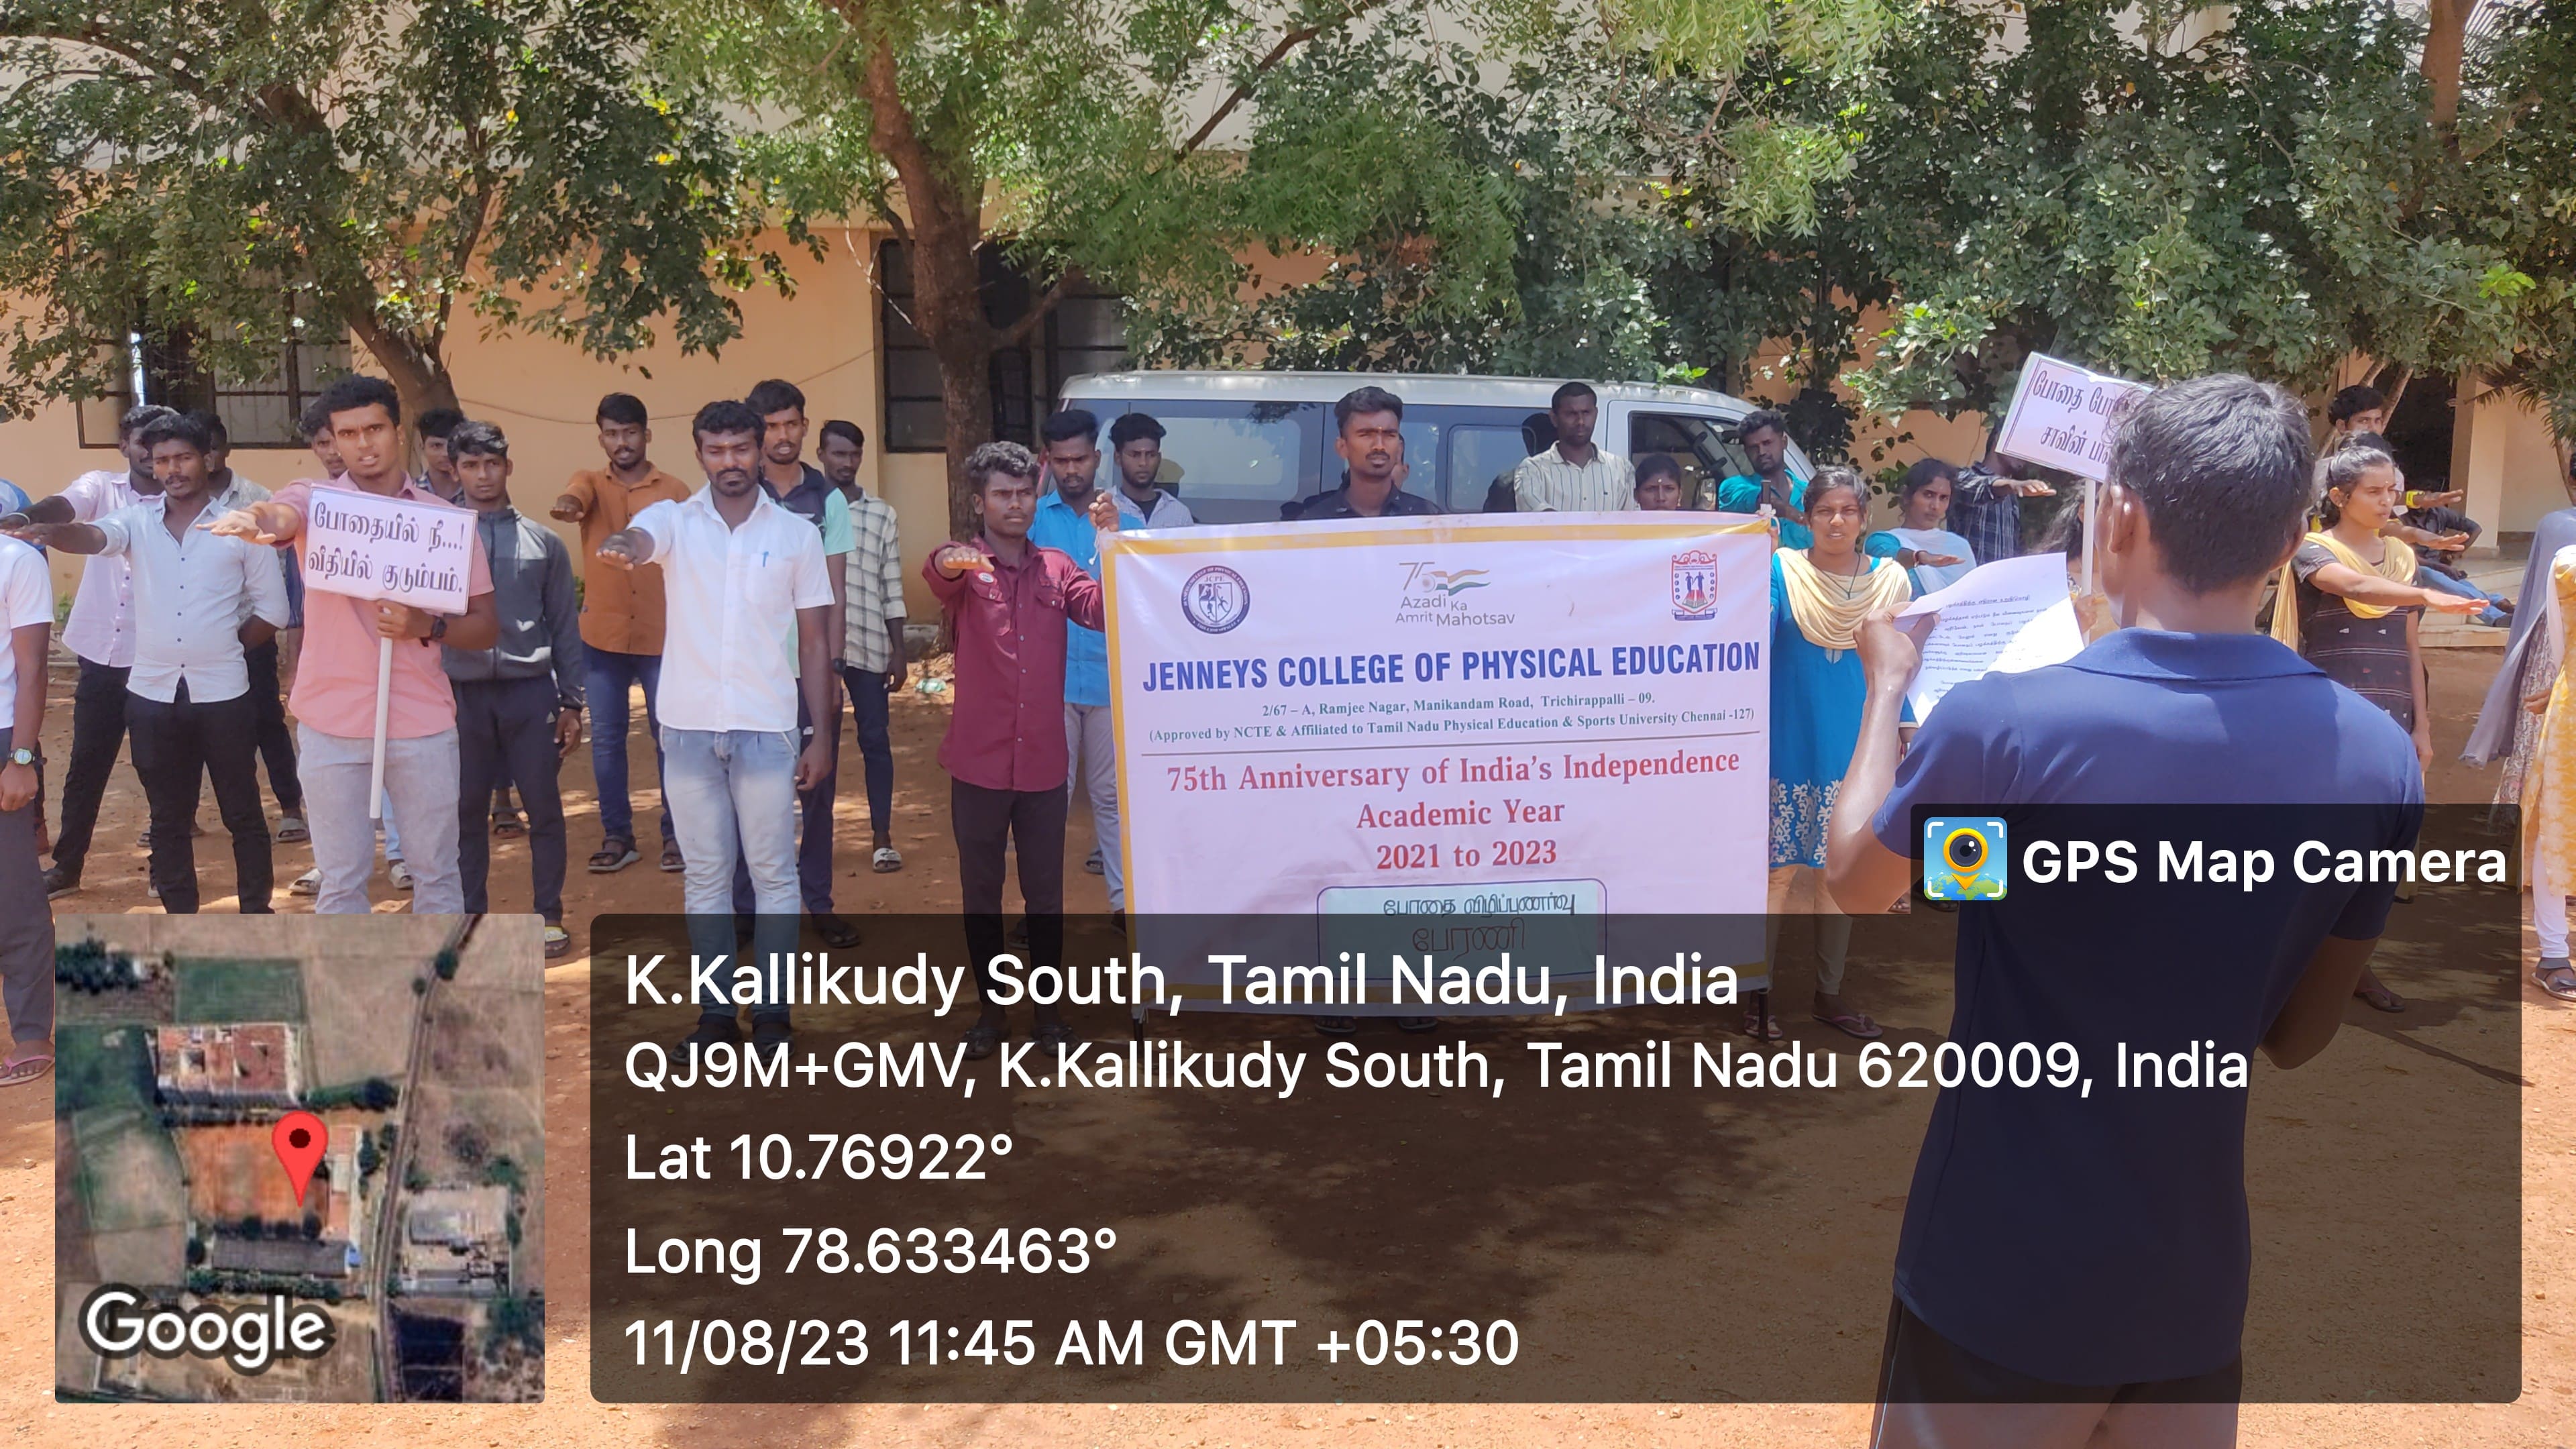 போதையில் நீ...!
வீதியில் குடும்பம்.
போதை
சாவின்
JCPE
75
Azadi Ka
Amrit Mahotsav
JENNEYS COLLEGE OF PHYSICAL EDUCATION
2/67 – A, Ramjee Nagar, Manikandam Road, Trichirappalli – 09.
(Approved by NCTE & Affiliated to Tamil Nadu Physical Education & Sports University Chennai -127)
75th Anniversary of India's Independence
Academic Year
2021 to 2023
போதை விழிப்புணர்வு
பேரணி
GPS Map Camera
K.Kallikudy South, Tamil Nadu, India
QJ9M+GMV, K.Kallikudy South, Tamil Nadu 620009, India
Lat 10.76922°
Long 78.633463°
11/08/23 11:45 AM GMT +05:30
Google